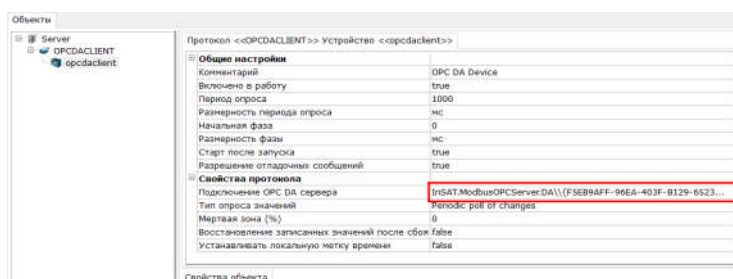 Объекты
Server
OPCDACLIENT
opcdaclient
Протокол <<OPCDACLIENT>> Устройство <<opcdaclient>>
Общие настройки
Комментарий OPC DA Device
Включено в работу true
Период опроса 1000
Размерность периода опроса мс
Начальная фаза 0
Размерность фазы мс
Старт после запуска true
Разрешение отладочных сообщений true
Свойства протокола
Подключение OPC DA сервера InSAT.ModbusOPCServer.DA\\{F5EB9AFF-96EA-403F-B129-6523...
Тип опроса значений Periodic poll of changes
Мертвая зона (%) 0
Восстановление записанных значений после сбоя false
Устанавливать локальную метку времени false
Свойства объекта